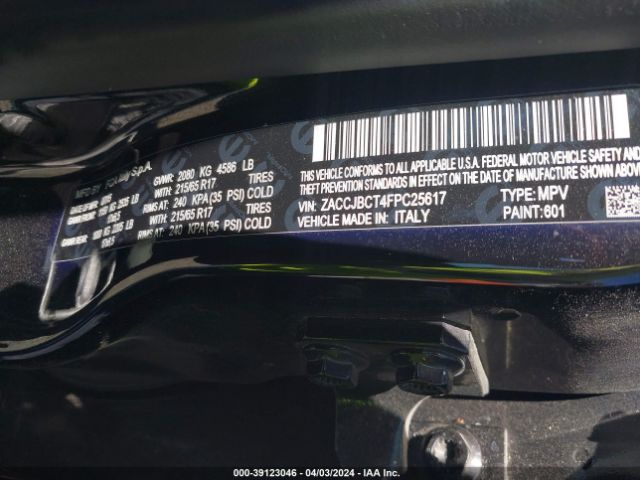 MFD BY FCA Italy S.p.A.
GVWR: 2080 KG 4586 LB
WITH: 215/65 R17 TIRES
RIMS AT: 240 KPA(35 PSI) COLD
WITH: 215/65 R17 TIRES
RIMS AT: 240 KPA(35 PSI) COLD
THIS VEHICLE CONFORMS TO ALL APPLICABLE U.S.A. FEDERAL MOTOR VEHICLE SAFETY AND
STANDARDS IN EFFECT ON THE DATE OF MANUFACTURE SHOWN
VIN: ZACCJBCT4FPC25617 TYPE: MPV
VEHICLE MADE IN: ITALY PAINT: 601
000-39123046 - 04/03/2024 - IAA Inc.